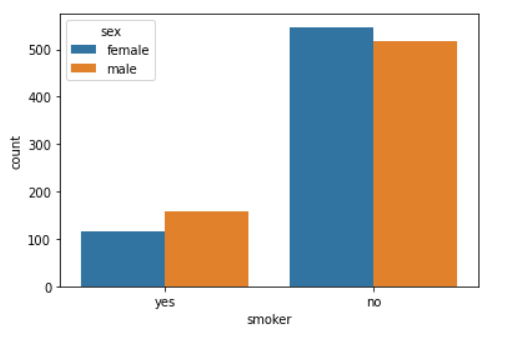 sex
female
male
500
400
300
200
100
0
count
yes
no
smoker